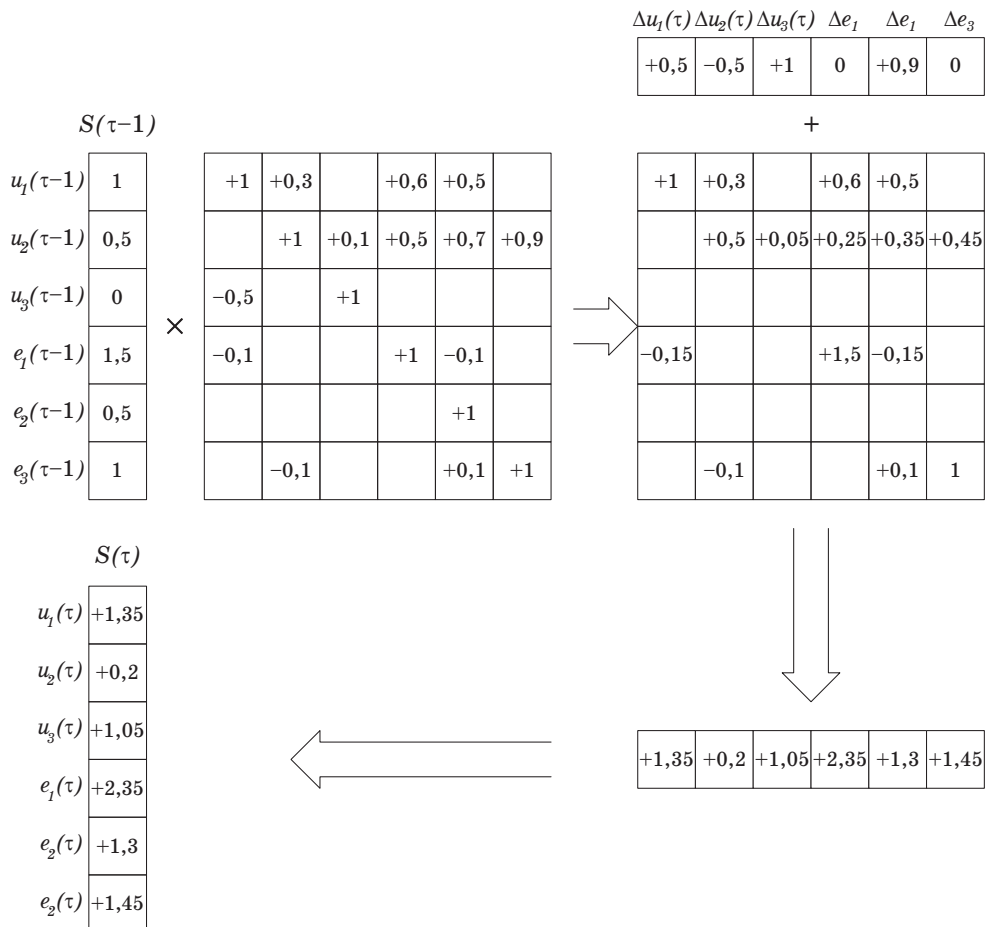 Δu₁(τ) Δu₂(τ) Δu₃(τ) Δe₁ Δe₁ Δe₃
+0,5 −0,5 +1 0 +0,9 0
S(τ−1) +
u₁(τ−1) 1 +1 +0,3 +0,6 +0,5 +1 +0,3 +0,6 +0,5
u₂(τ−1) 0,5 +1 +0,1 +0,5 +0,7 +0,9 +0,5 +0,05 +0,25 +0,35 +0,45
u₃(τ−1) 0 −0,5 +1
×
e₁(τ−1) 1,5 −0,1 +1 −0,1 −0,15 +1,5 −0,15
e₂(τ−1) 0,5 +1
e₃(τ−1) 1 −0,1 +0,1 +1 −0,1 +0,1 1
S(τ)
u₁(τ) +1,35
u₂(τ) +0,2
u₃(τ) +1,05
+1,35 +0,2 +1,05 +2,35 +1,3 +1,45
e₁(τ) +2,35
e₂(τ) +1,3
e₂(τ) +1,45